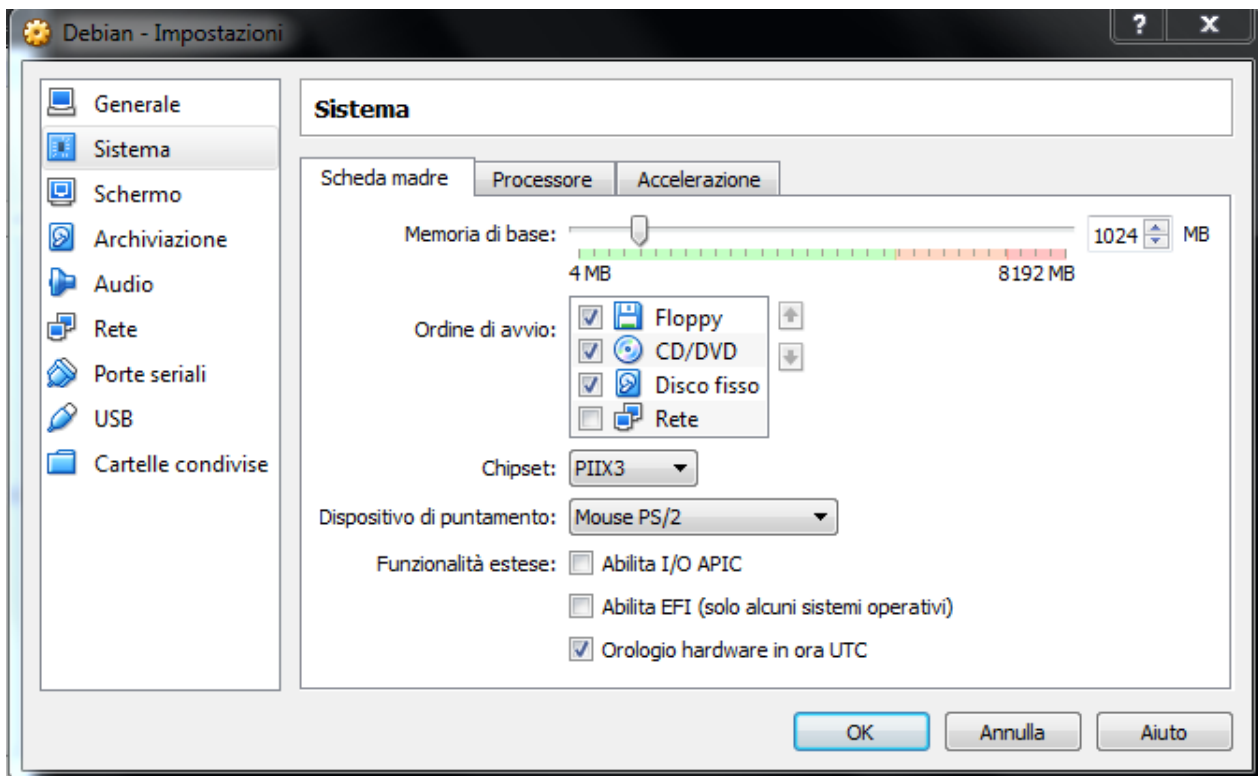 Debian - Impostazioni
Generale
Sistema
Schermo
Archiviazione
Audio
Rete
Porte seriali
USB
Cartelle condivise
Sistema
Scheda madre Processore Accelerazione
Memoria di base: 1024 MB
4 MB 8192 MB
Ordine di avvio: Floppy
CD/DVD
Disco fisso
Rete
Chipset: PIIX3
Dispositivo di puntamento: Mouse PS/2
Funzionalità estese: Abilita I/O APIC
Abilita EFI (solo alcuni sistemi operativi)
Orologio hardware in ora UTC
OK Annulla Aiuto